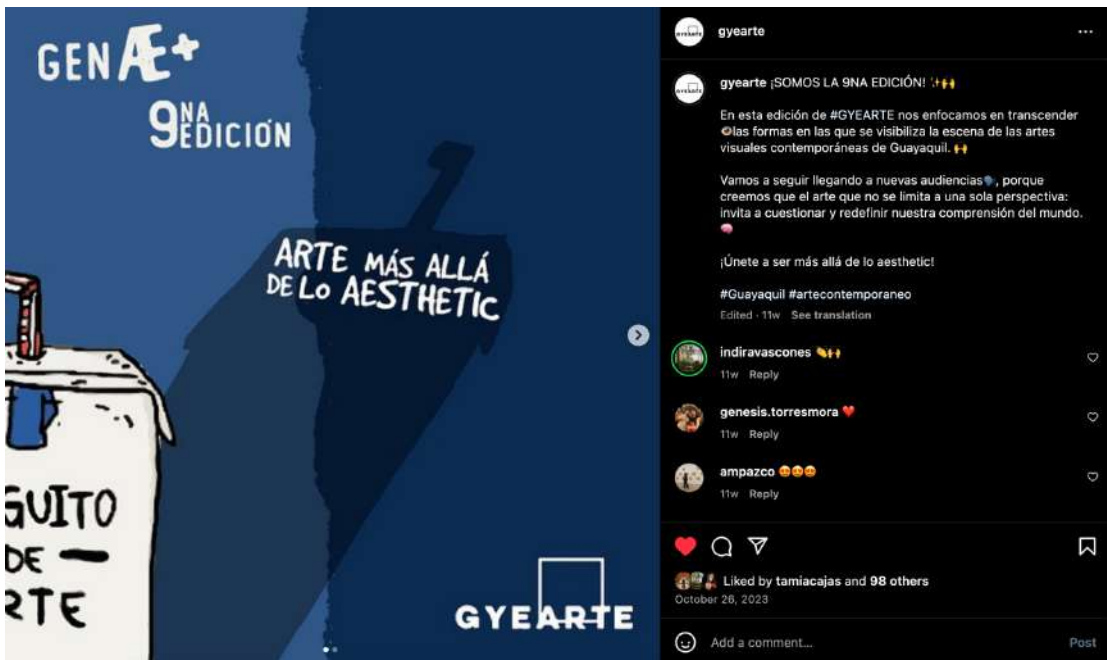 GEN Æ+
9NA EDICIÓN
ARTE MÁS ALLÁ
DE LO AESTHETIC
GUITO
DE —
RTE
GYEARTE
gyearte
gyearte ¡SOMOS LA 9NA EDICIÓN! ✨🙌
En esta edición de #GYEARTE nos enfocamos en transcender
las formas en las que se visibiliza la escena de las artes
visuales contemporáneas de Guayaquil. 🙌
Vamos a seguir llegando a nuevas audiencias🗣, porque
creemos que el arte que no se limita a una sola perspectiva:
invita a cuestionar y redefinir nuestra comprensión del mundo.
🧠
¡Únete a ser más allá de lo aesthetic!
#Guayaquil #artecontemporaneo
Edited · 11w See translation
indiravascones 👏🙌
11w Reply
genesis.torresmora ❤️
11w Reply
ampazco 😍😍😍
11w Reply
Liked by tamiacajas and 98 others
October 26, 2023
Add a comment...
Post